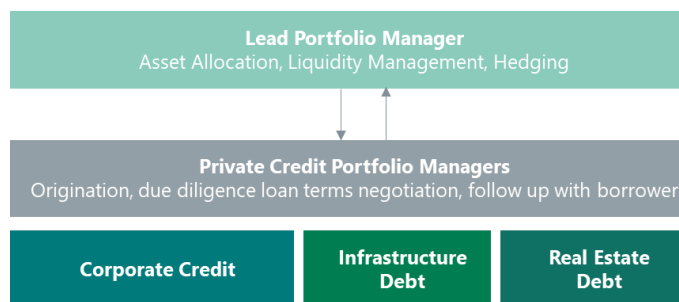 Lead Portfolio Manager
Asset Allocation, Liquidity Management, Hedging
Private Credit Portfolio Managers
Origination, due diligence loan terms negotiation, follow up with borrower
Corporate Credit
Infrastructure
Debt
Real Estate
Debt